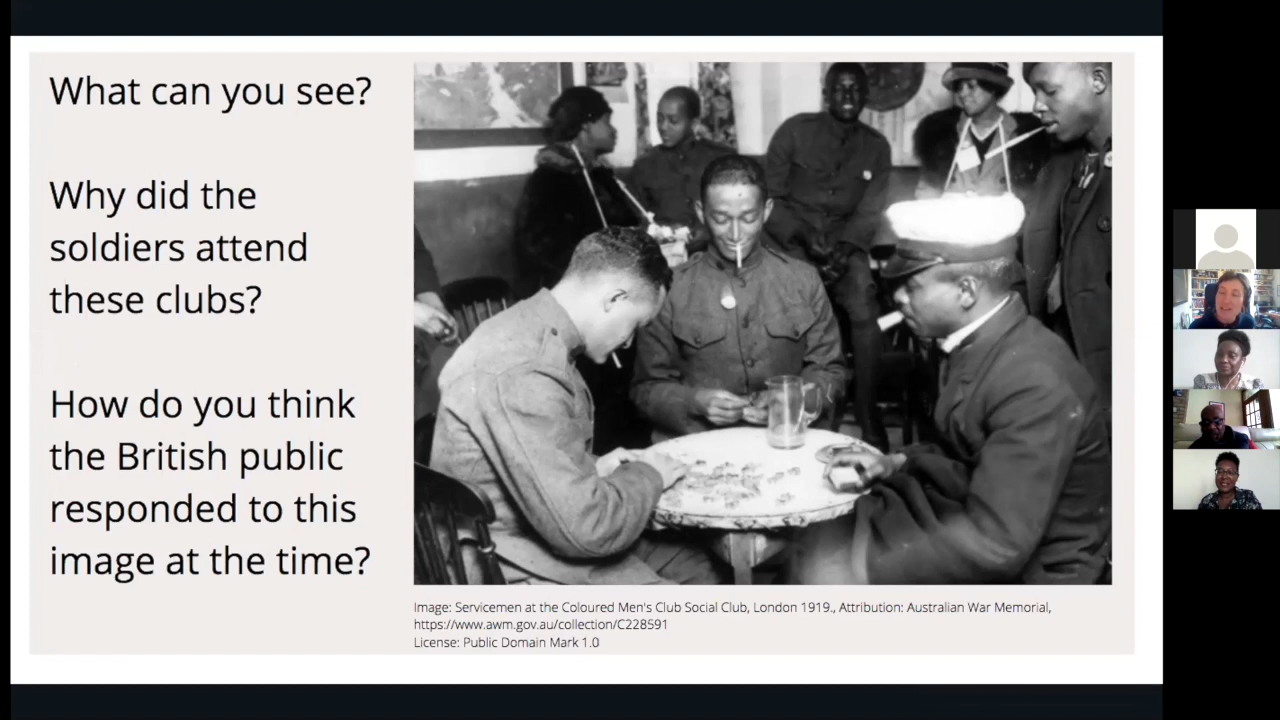 What can you see?
Why did the
soldiers attend
these clubs?
How do you think
the British public
responded to this
image at the time?
Image: Servicemen at the Coloured Men's Club Social Club, London 1919., Attribution: Australian War Memorial,
https://www.awm.gov.au/collection/C228591
License: Public Domain Mark 1.0